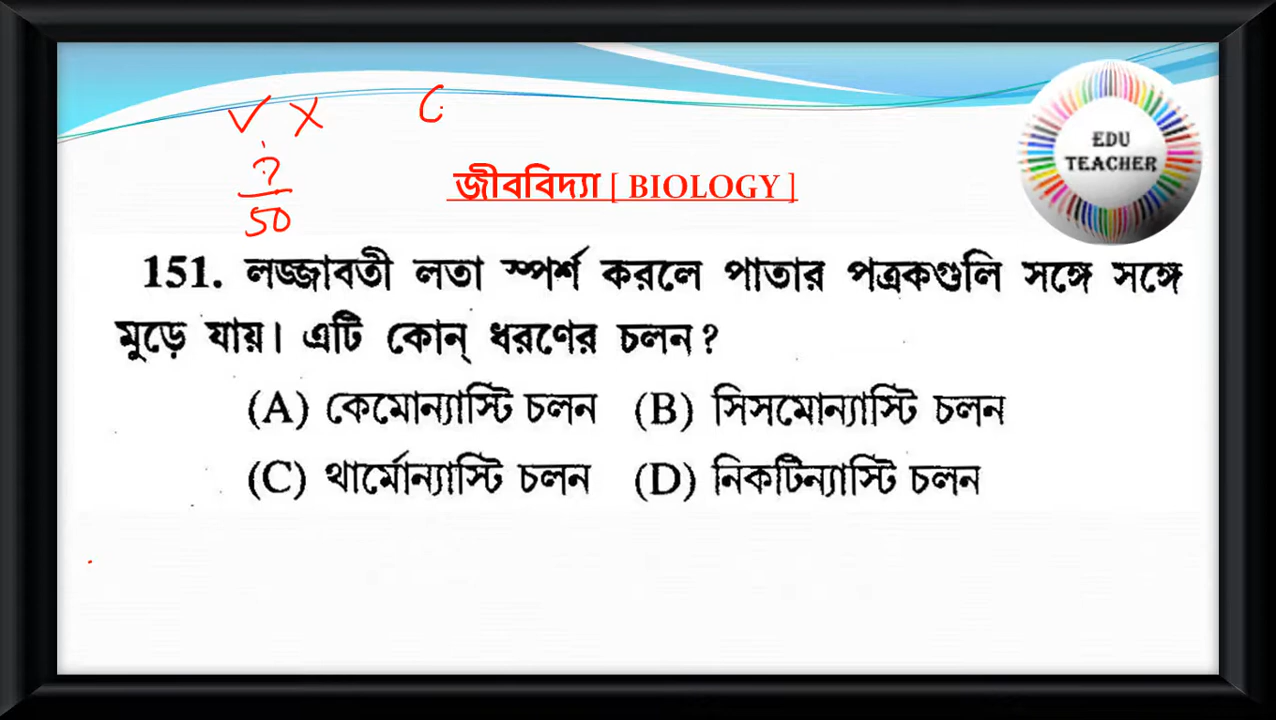 ✓ X C
?
50
EDU
TEACHER
জীববিদ্যা [ BIOLOGY ]
151. লজ্জাবতী লতা স্পর্শ করলে পাতার পত্রকগুলি সঙ্গে সঙ্গে
মুড়ে যায়। এটি কোন্ ধরণের চলন?
(A) কেমোন্যাস্টি চলন (B) সিসমোন্যাস্টি চলন
(C) থার্মোন্যাস্টি চলন (D) নিকটিন্যাস্টি চলন